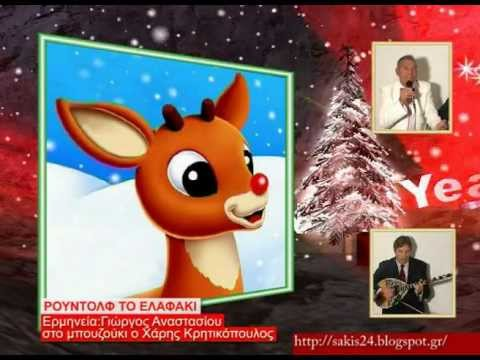 Yea
ΡΟΥΝΤΟΛΦ ΤΟ ΕΛΑΦΑΚΙ
Ερμηνεία:Γιώργος Αναστασίου
στο μπουζούκι ο Χάρης Κρητικόπουλος
http://sakis24.blogspot.gr/